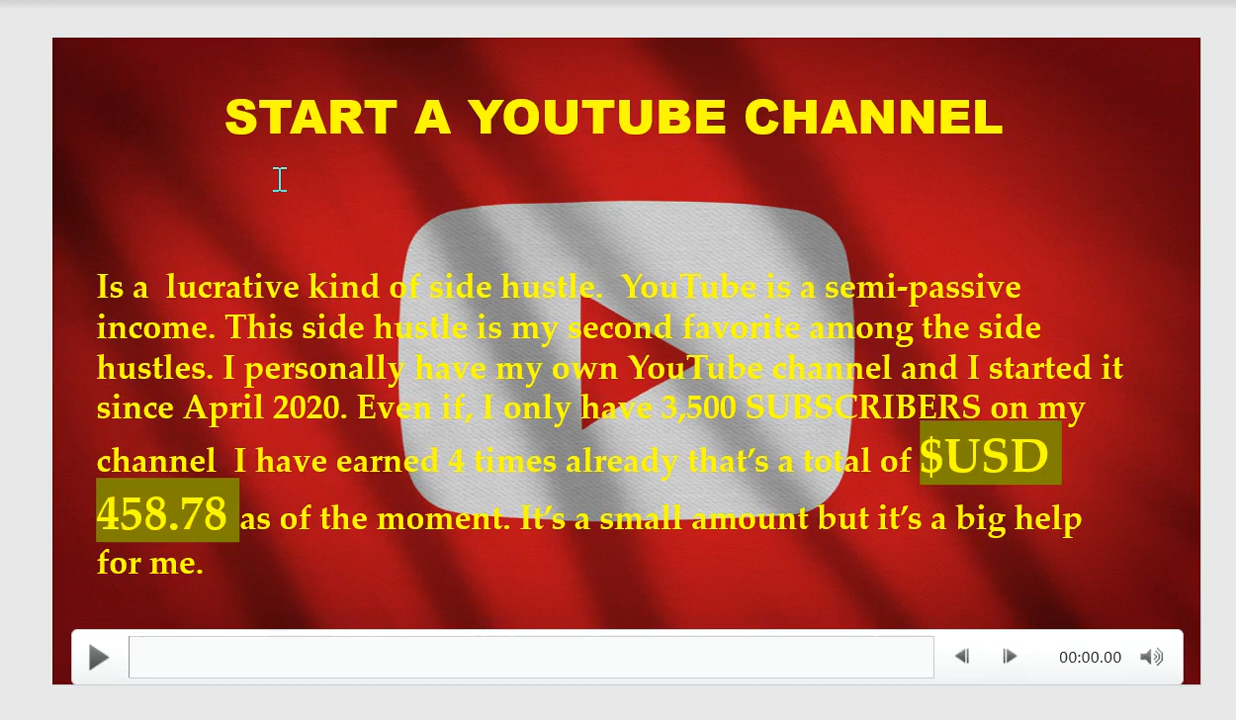 START A YOUTUBE CHANNEL
Is a  lucrative kind of side hustle.  YouTube is a semi-passive
income. This side hustle is my second favorite among the side
hustles. I personally have my own YouTube channel and I started it
since April 2020. Even if, I only have 3,500 SUBSCRIBERS on my
channel  I have earned 4 times already that’s a total of $USD
458.78 as of the moment. It’s a small amount but it’s a big help
for me.
00:00.00